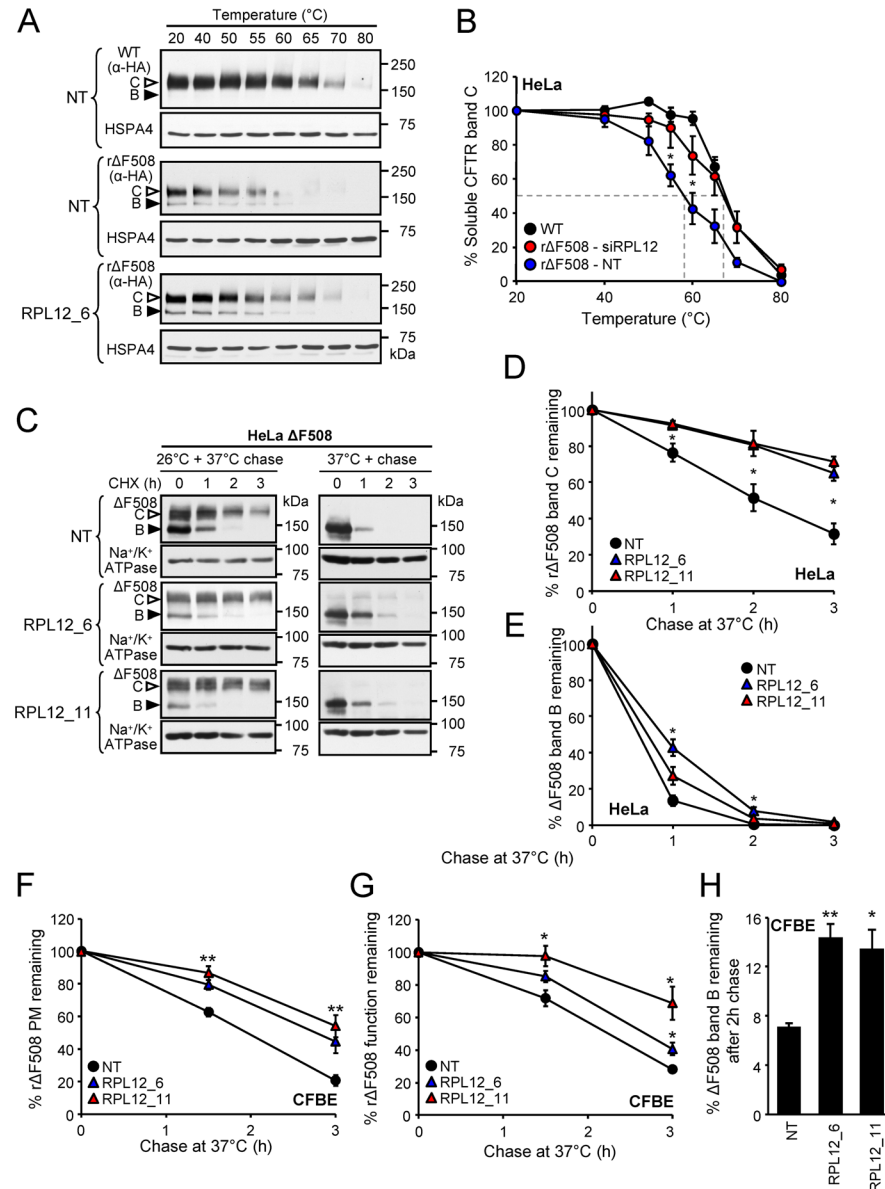 A
Temperature (°C)
20 40 50 55 60 65 70 80
WT
(α-HA)
C
B
NT
HSPA4
250
150
75
rΔF508
(α-HA)
C
B
NT
HSPA4
250
150
75
rΔF508
(α-HA)
C
B
RPL12_6
HSPA4
250
150
75
kDa
B
HeLa
% Soluble CFTR band C
120
100
80
60
40
20
0
*
*
WT
rΔF508 - siRPL12
rΔF508 - NT
20 40 60 80
Temperature (°C)
C
HeLa ΔF508
26°C + 37°C chase 37°C + chase
CHX (h) 0 1 2 3 kDa 0 1 2 3 kDa
ΔF508
C
B
NT
Na⁺/K⁺
ATPase
150 150
100 100
75 75
ΔF508
C
B
RPL12_6
Na⁺/K⁺
ATPase
150 150
100 100
75 75
ΔF508
C
B
RPL12_11
Na⁺/K⁺
ATPase
150 150
100 100
75 75
D
% rΔF508 band C remaining
100
80
60
40
20
0
*
*
*
NT
RPL12_6
RPL12_11
HeLa
0 1 2 3
Chase at 37°C (h)
E
% ΔF508 band B remaining
100
80
60
40
20
0
*
*
NT
RPL12_6
RPL12_11
HeLa
0 1 2 3
Chase at 37°C (h)
F
% rΔF508 PM remaining
120
100
80
60
40
20
0
**
**
NT
RPL12_6
RPL12_11
CFBE
0 1 2 3
Chase at 37°C (h)
G
% rΔF508 function remaining
120
100
80
60
40
20
0
*
*
*
NT
RPL12_6
RPL12_11
CFBE
0 1 2 3
Chase at 37°C (h)
H
% ΔF508 band B remaining
after 2h chase
16
12
8
4
0
CFBE
** *
NT
RPL12_6
RPL12_11